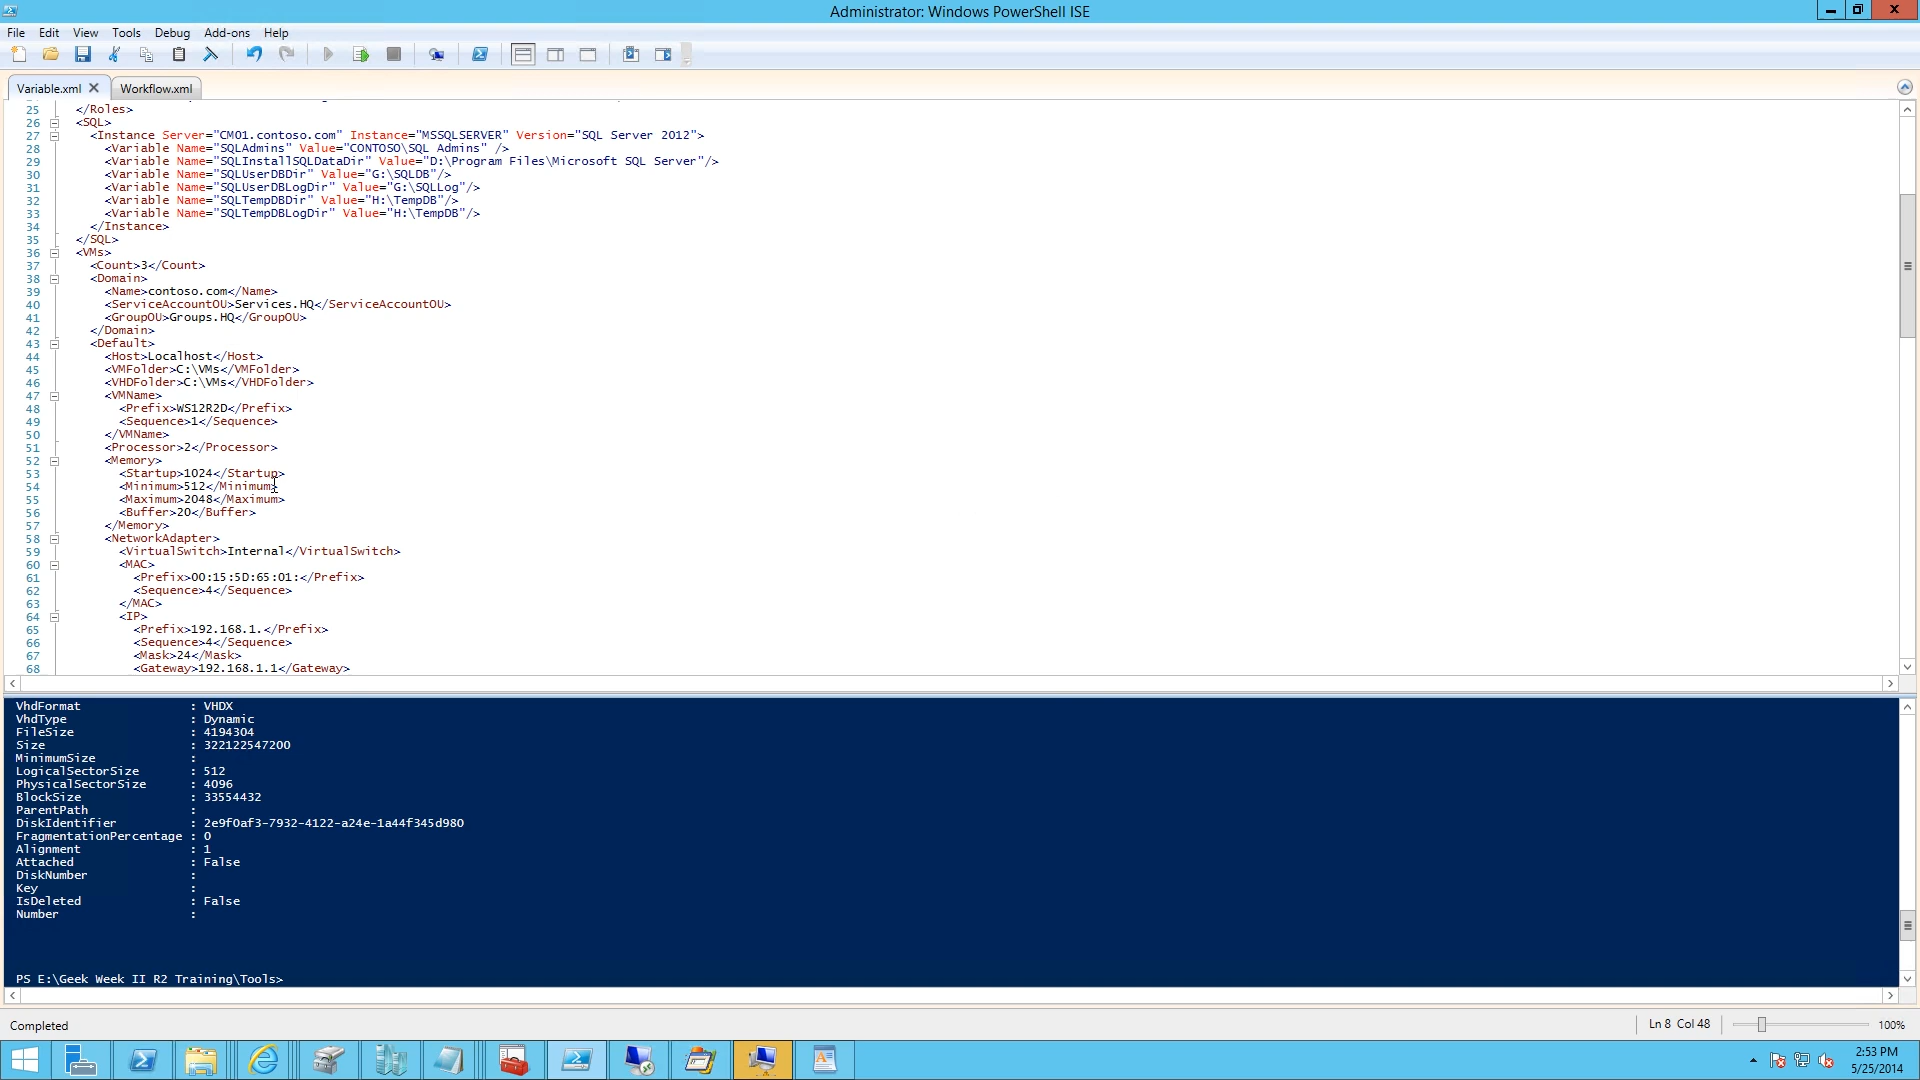 Administrator: Windows PowerShell ISE
File Edit View Tools Debug Add-ons Help
Variable.xml Workflow.xml
25 </Roles>
26 <SQL>
27 <Instance Server="CM01.contoso.com" Instance="MSSQLSERVER" Version="SQL Server 2012">
28 <Variable Name="SQLAdmins" Value="CONTOSO\SQL Admins" />
29 <Variable Name="SQLInstallSQLDataDir" Value="D:\Program Files\Microsoft SQL Server"/>
30 <Variable Name="SQLUserDBDir" Value="G:\SQLDB"/>
31 <Variable Name="SQLUserDBLogDir" Value="G:\SQLLog"/>
32 <Variable Name="SQLTempDBDir" Value="H:\TempDB"/>
33 <Variable Name="SQLTempDBLogDir" Value="H:\TempDB"/>
34 </Instance>
35 </SQL>
36 <VMs>
37 <Count>3</Count>
38 <Domain>
39 <Name>contoso.com</Name>
40 <ServiceAccountOU>Services.HQ</ServiceAccountOU>
41 <GroupOU>Groups.HQ</GroupOU>
42 </Domain>
43 <Default>
44 <Host>Localhost</Host>
45 <VMFolder>C:\VMs</VMFolder>
46 <VHDFolder>C:\VMs</VHDFolder>
47 <VMName>
48 <Prefix>WS12R2D</Prefix>
49 <Sequence>1</Sequence>
50 </VMName>
51 <Processor>2</Processor>
52 <Memory>
53 <Startup>1024</Startup>
54 <Minimum>512</Minimum>
55 <Maximum>2048</Maximum>
56 <Buffer>20</Buffer>
57 </Memory>
58 <NetworkAdapter>
59 <VirtualSwitch>Internal</VirtualSwitch>
60 <MAC>
61 <Prefix>00:15:5D:65:01:</Prefix>
62 <Sequence>4</Sequence>
63 </MAC>
64 <IP>
65 <Prefix>192.168.1.</Prefix>
66 <Sequence>4</Sequence>
67 <Mask>24</Mask>
68 <Gateway>192.168.1.1</Gateway>
VhdFormat : VHDX
VhdType : Dynamic
FileSize : 4194304
Size : 322122547200
MinimumSize :
LogicalSectorSize : 512
PhysicalSectorSize : 4096
BlockSize : 33554432
ParentPath :
DiskIdentifier : 2e9f0af3-7932-4122-a24e-1a44f345d980
FragmentationPercentage : 0
Alignment : 1
Attached : False
DiskNumber :
Key :
IsDeleted : False
Number :
PS E:\Geek Week II R2 Training\Tools>
Completed
Ln 8 Col 48
100%
2:53 PM
5/25/2014